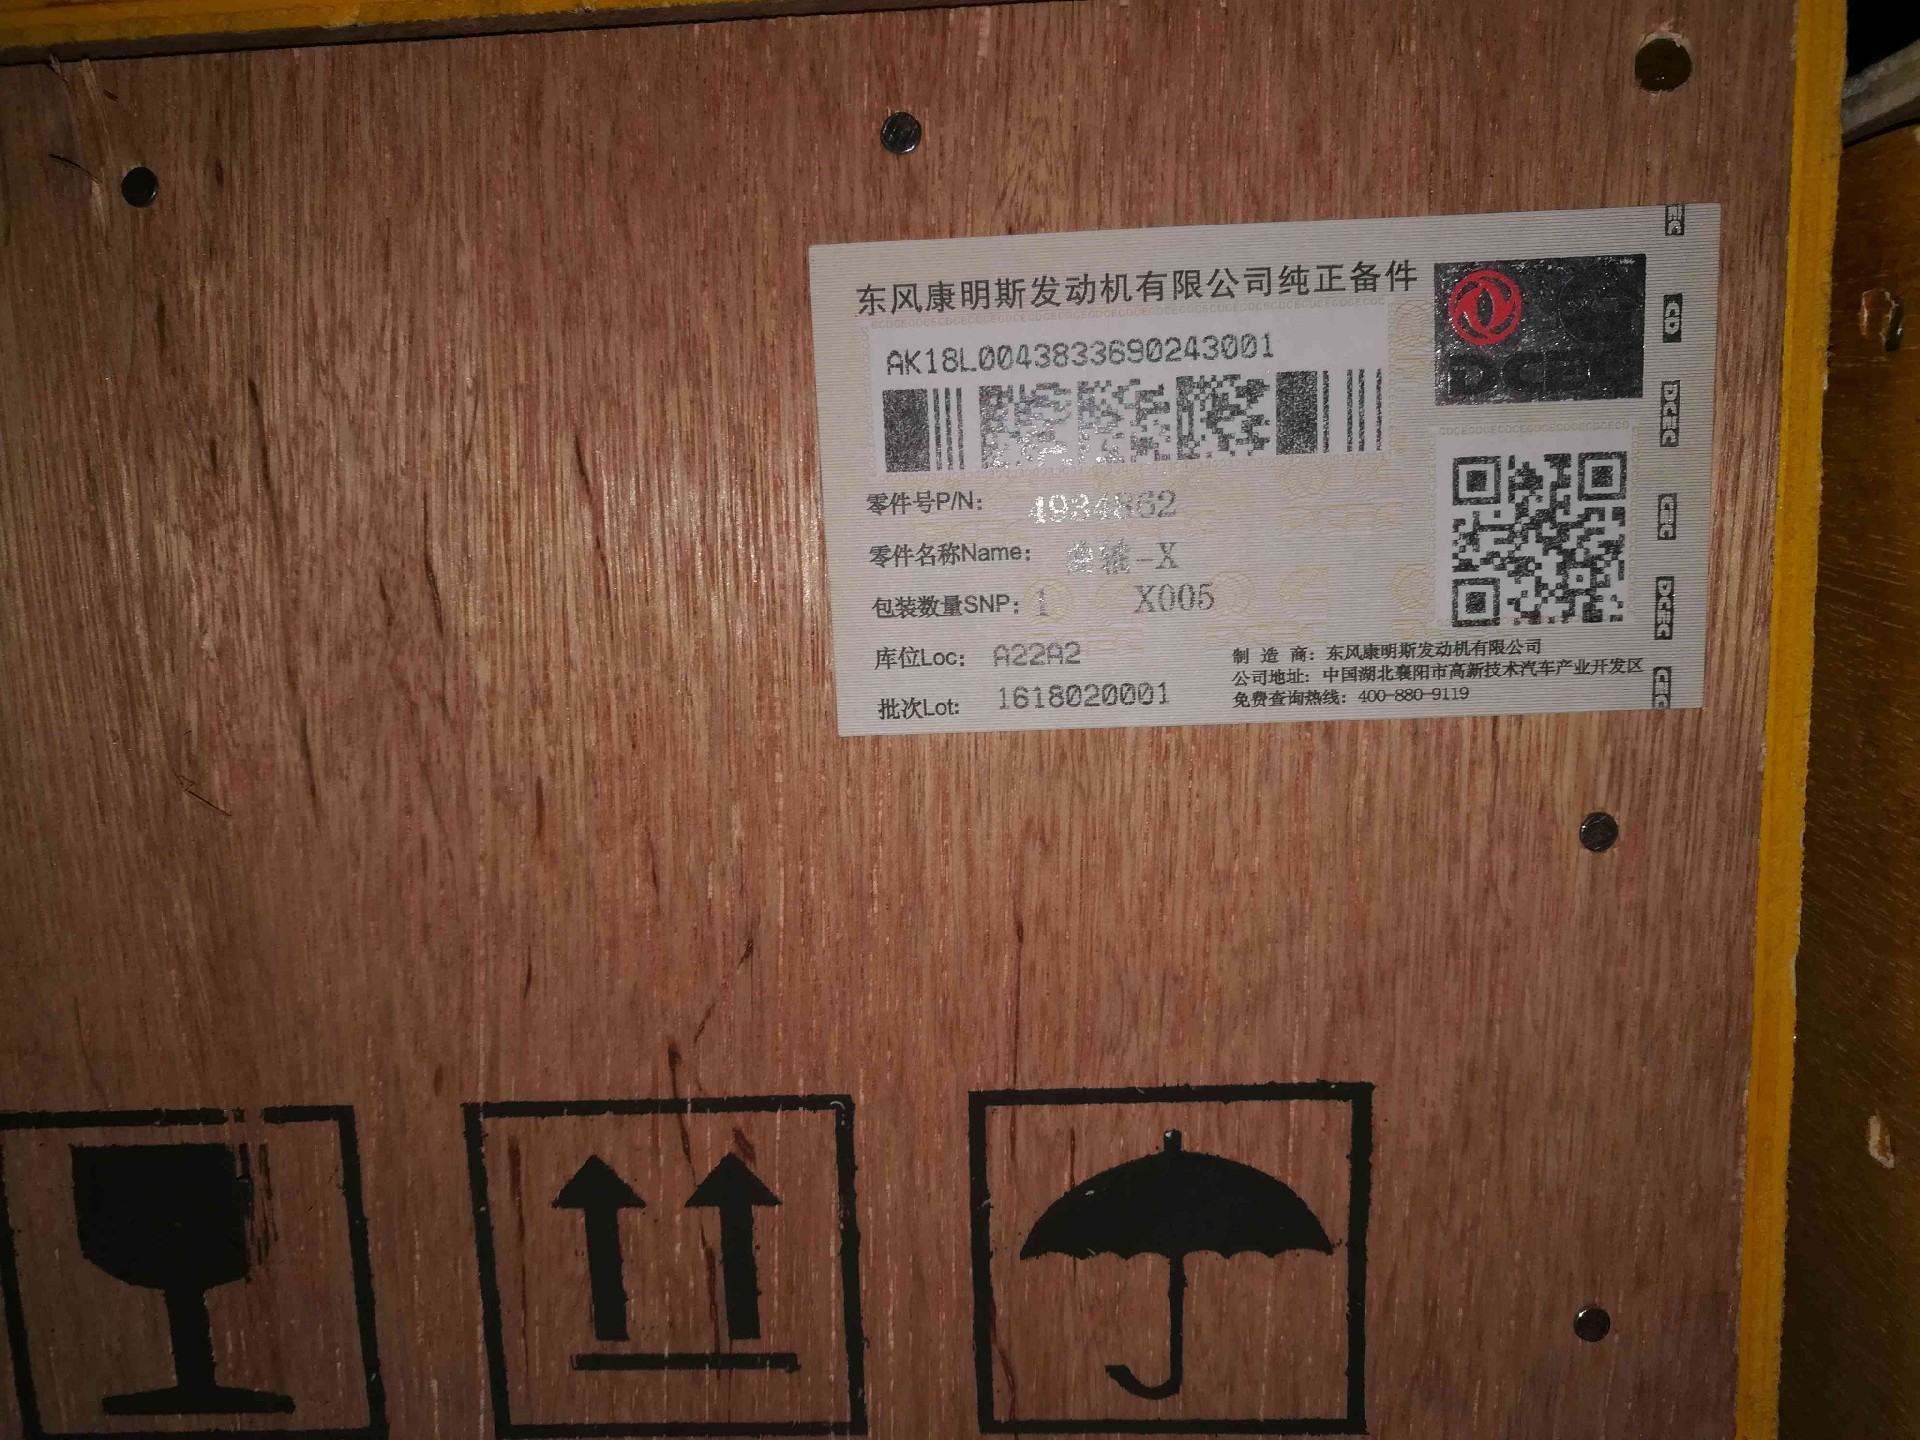 东风康明斯发动机有限公司纯正备件
AK18L0043833690243001
DCEC
零件号P/N: 4934862
零件名称Name: -X
包装数量SNP: 1 X005
库位Loc: A22A2
批次Lot: 1618020001
制 造 商: 东风康明斯发动机有限公司
公司地址: 中国湖北襄阳市高新技术汽车产业开发区
免费查询热线: 400-880-9119
DCEC
DCEC